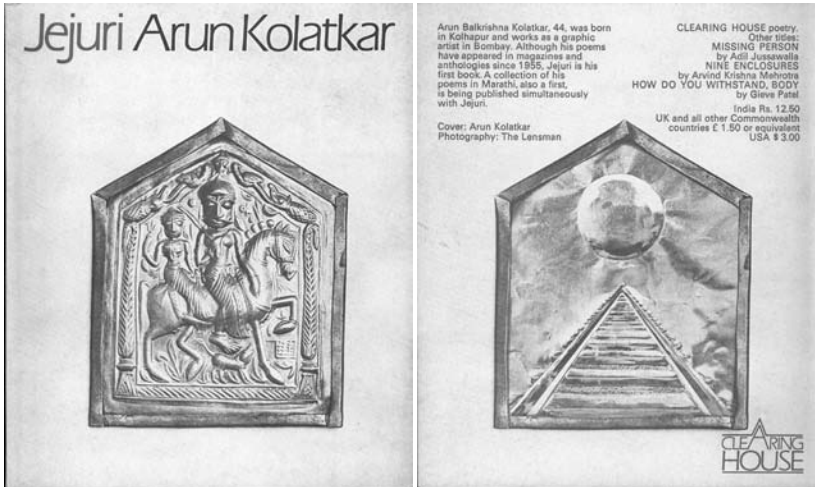 Jejuri Arun Kolatkar
Arun Balkrishna Kolatkar, 44, was born
in Kolhapur and works as a graphic
artist in Bombay. Although his poems
have appeared in magazines and
anthologies since 1955, Jejuri is his
first book. A collection of his
poems in Marathi, also a first,
is being published simultaneously
with Jejuri.
Cover: Arun Kolatkar
Photography: The Lensman
CLEARING HOUSE poetry.
Other titles:
MISSING PERSON
by Adil Jussawalla
NINE ENCLOSURES
by Arvind Krishna Mehrotra
HOW DO YOU WITHSTAND, BODY
by Gieve Patel
India Rs. 12.50
UK and all other Commonwealth
countries £ 1.50 or equivalent
USA $ 3.00
CLEARING
HOUSE